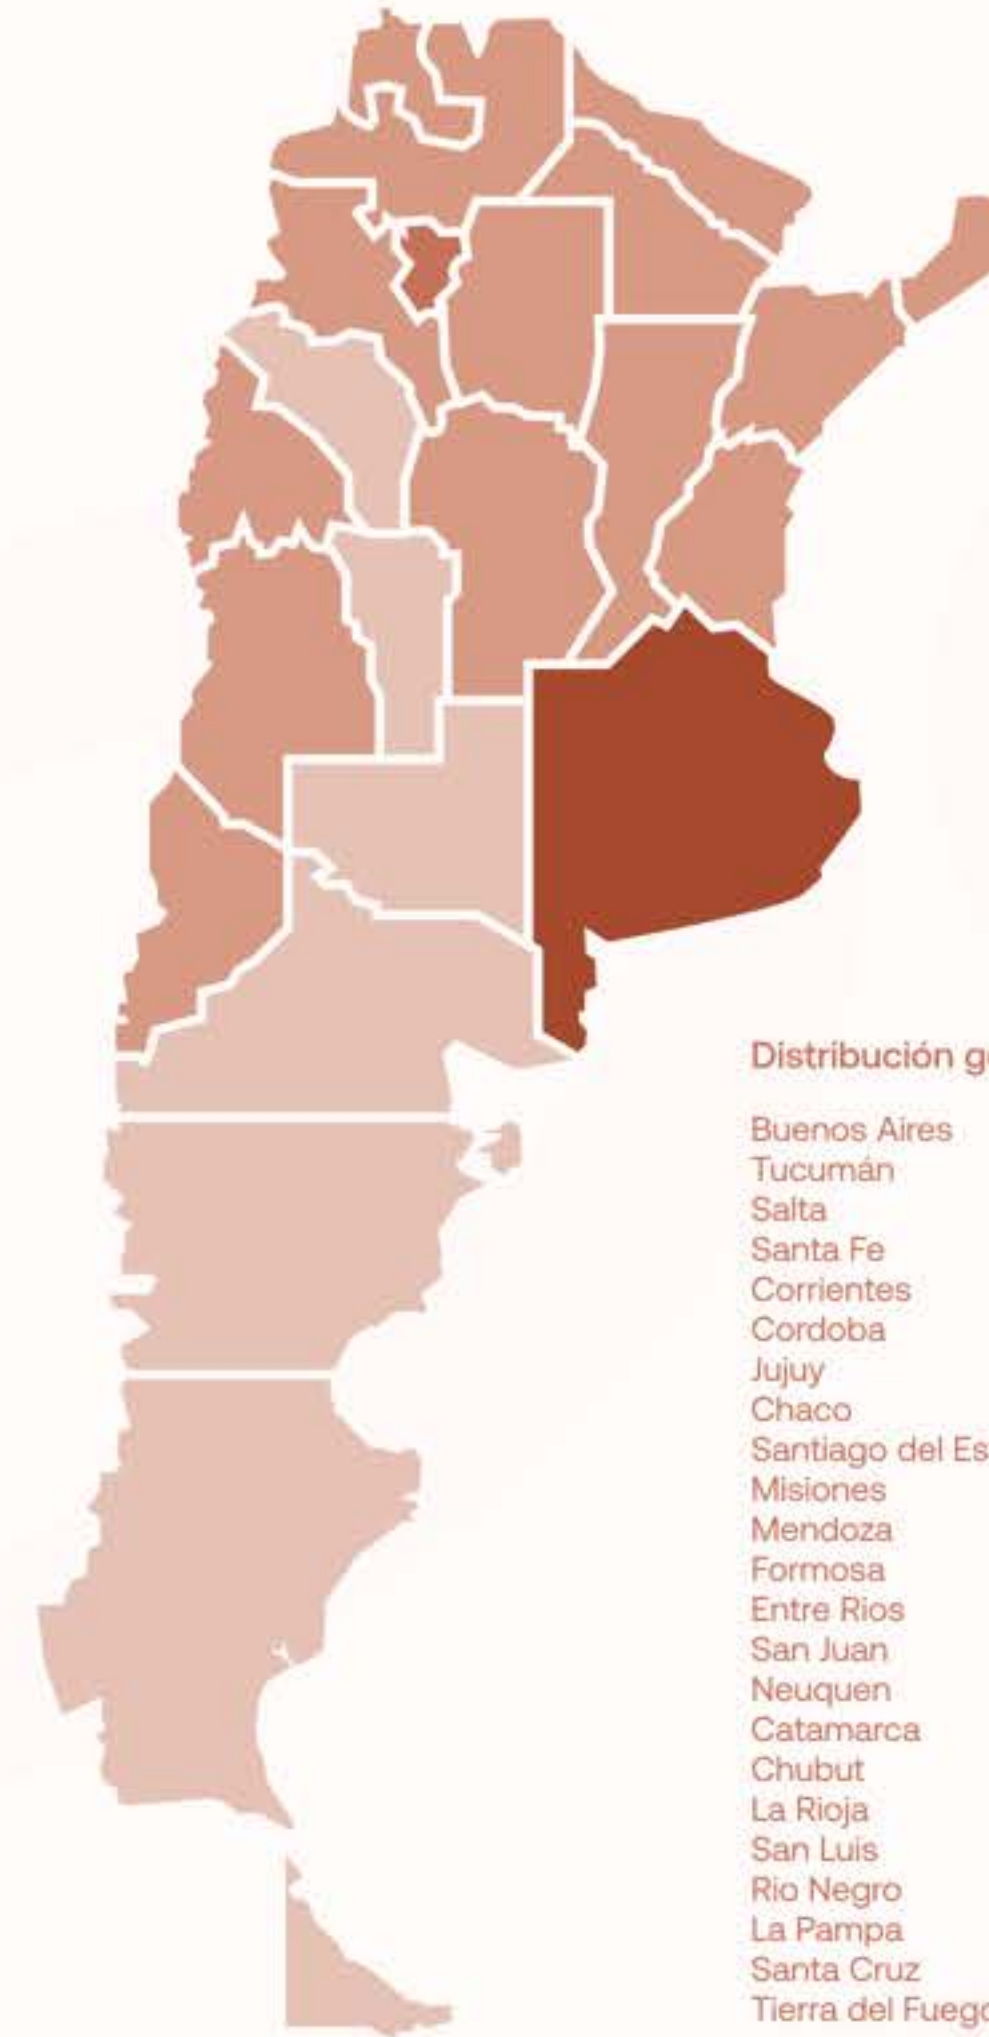 Distribución g
Buenos Aires
Tucumán
Salta
Santa Fe
Corrientes
Cordoba
Jujuy
Chaco
Santiago del Es
Misiones
Mendoza
Formosa
Entre Rios
San Juan
Neuquen
Catamarca
Chubut
La Rioja
San Luis
Rio Negro
La Pampa
Santa Cruz
Tierra del Fuego